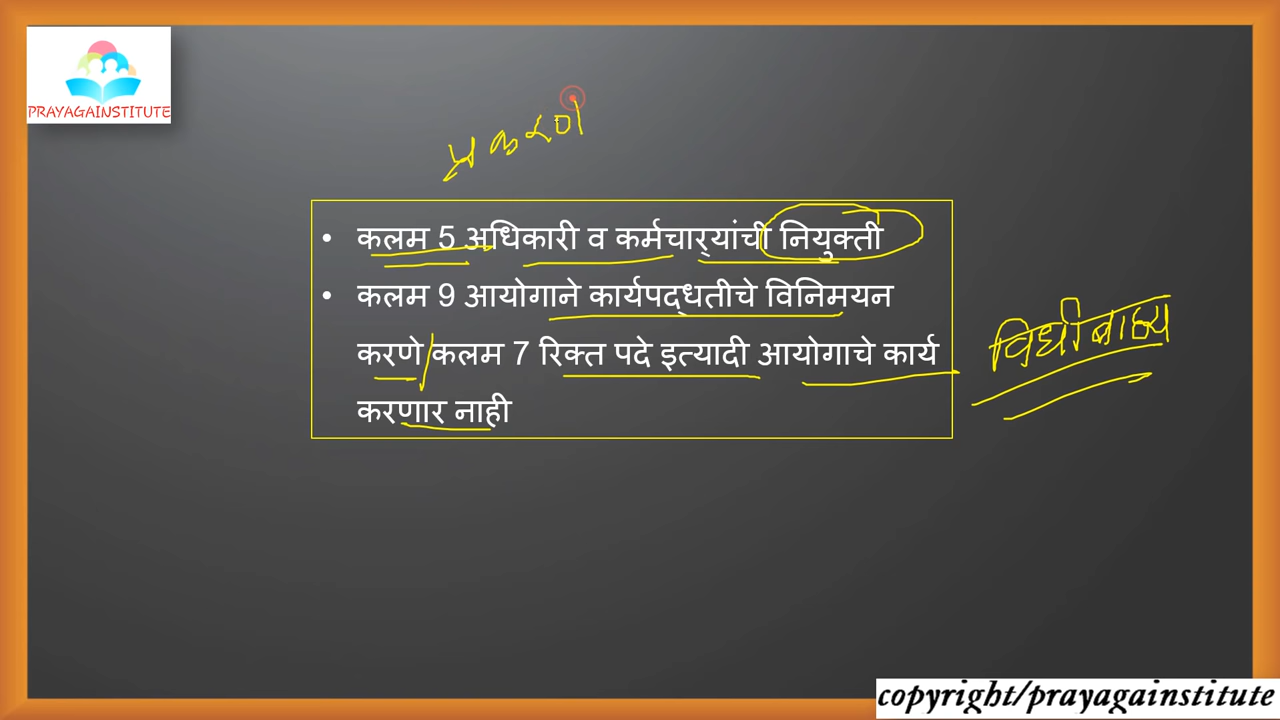 PRAYAGAINSTITUTE
प्रकरणे
• कलम 5 अधिकारी व कर्मचाऱ्यांची नियुक्ती
• कलम 9 आयोगाने कार्यपद्धतीचे विनिमयन
करणे/कलम 7 रिक्त पदे इत्यादी आयोगाचे कार्य
करणार नाही
विधीबाह्य
copyright/prayagainstitute